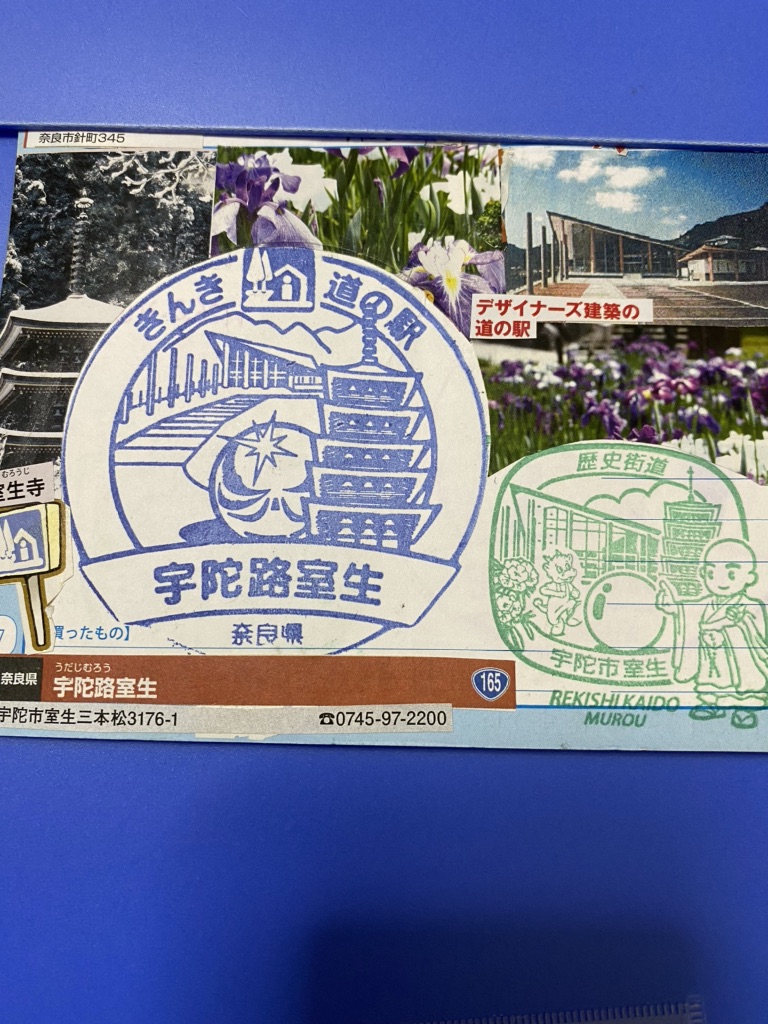 奈良市針町345
きんき 道の駅
デザイナーズ建築の
道の駅
むろうじ
室生寺
宇陀路室生
奈良県
歴史街道
宇陀市室生
REKISHI KAIDO
MUROU
買ったもの】
奈良県
うだじむろう
宇陀路室生
165
宇陀市室生三本松3176-1
☎0745-97-2200